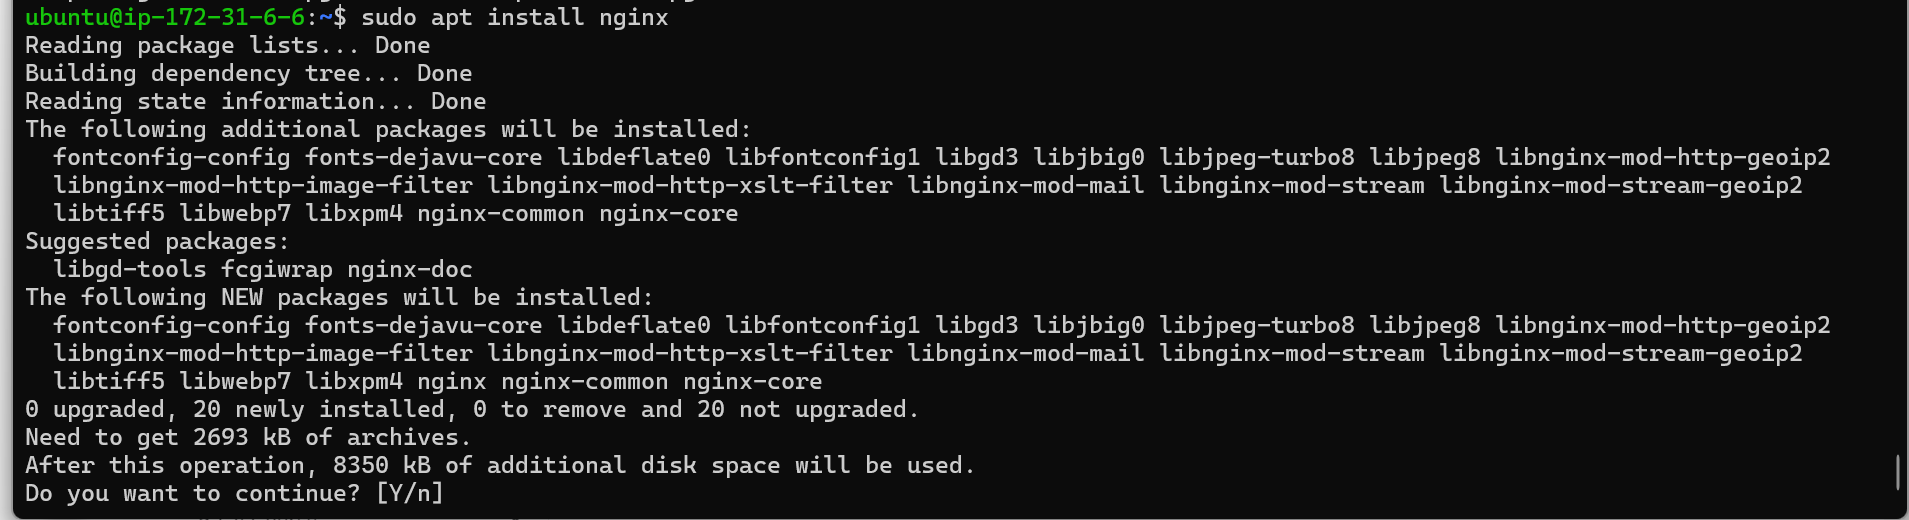 ubuntu@ip-172-31-6-6:~$ sudo apt install nginx
Reading package lists... Done
Building dependency tree... Done
Reading state information... Done
The following additional packages will be installed:
  fontconfig-config fonts-dejavu-core libdeflate0 libfontconfig1 libgd3 libjbig0 libjpeg-turbo8 libjpeg8 libnginx-mod-http-geoip2
  libnginx-mod-http-image-filter libnginx-mod-http-xslt-filter libnginx-mod-mail libnginx-mod-stream libnginx-mod-stream-geoip2
  libtiff5 libwebp7 libxpm4 nginx-common nginx-core
Suggested packages:
  libgd-tools fcgiwrap nginx-doc
The following NEW packages will be installed:
  fontconfig-config fonts-dejavu-core libdeflate0 libfontconfig1 libgd3 libjbig0 libjpeg-turbo8 libjpeg8 libnginx-mod-http-geoip2
  libnginx-mod-http-image-filter libnginx-mod-http-xslt-filter libnginx-mod-mail libnginx-mod-stream libnginx-mod-stream-geoip2
  libtiff5 libwebp7 libxpm4 nginx nginx-common nginx-core
0 upgraded, 20 newly installed, 0 to remove and 20 not upgraded.
Need to get 2693 kB of archives.
After this operation, 8350 kB of additional disk space will be used.
Do you want to continue? [Y/n]